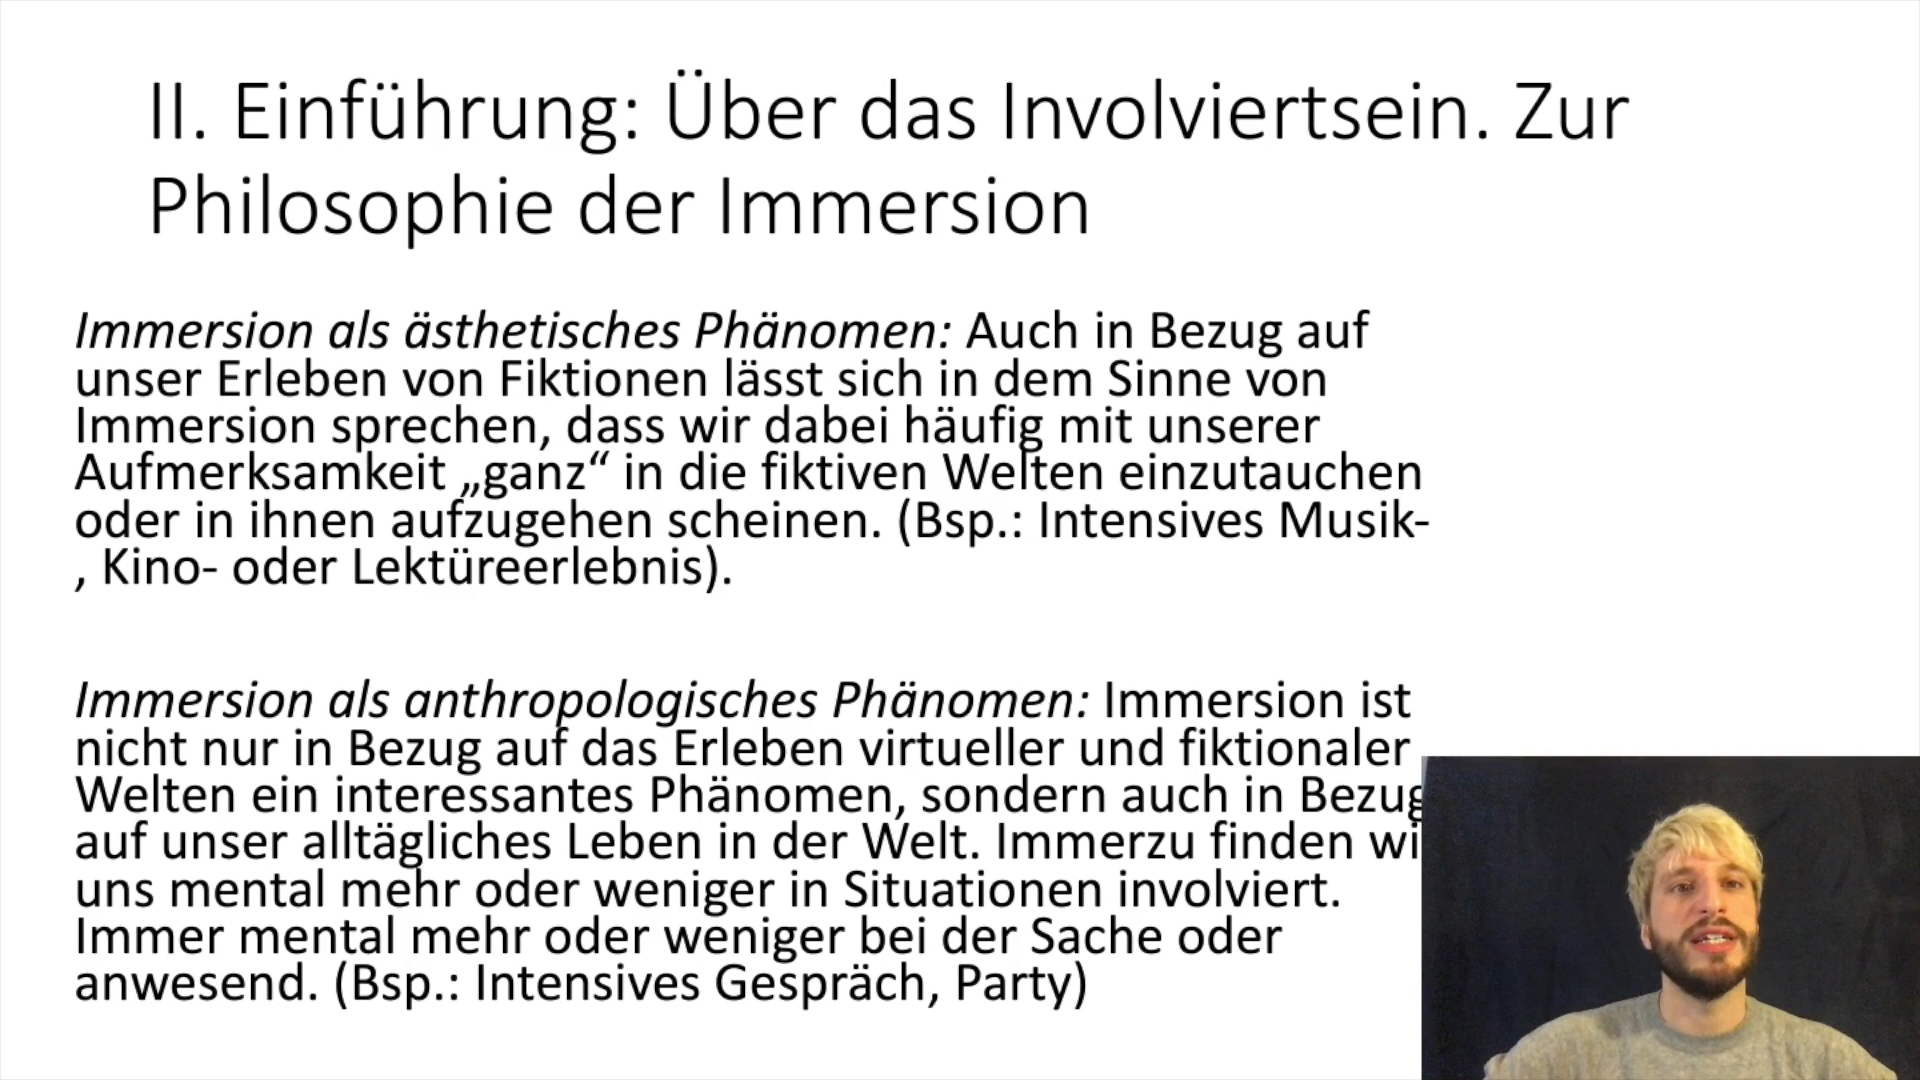 II. Einführung: Über das Involviertsein. Zur
Philosophie der Immersion
Immersion als ästhetisches Phänomen: Auch in Bezug auf
unser Erleben von Fiktionen lässt sich in dem Sinne von
Immersion sprechen, dass wir dabei häufig mit unserer
Aufmerksamkeit „ganz“ in die fiktiven Welten einzutauchen
oder in ihnen aufzugehen scheinen. (Bsp.: Intensives Musik-
, Kino- oder Lektüreerlebnis).
Immersion als anthropologisches Phänomen: Immersion ist
nicht nur in Bezug auf das Erleben virtueller und fiktionaler
Welten ein interessantes Phänomen, sondern auch in Bezug
auf unser alltägliches Leben in der Welt. Immerzu finden wi
uns mental mehr oder weniger in Situationen involviert.
Immer mental mehr oder weniger bei der Sache oder
anwesend. (Bsp.: Intensives Gespräch, Party)